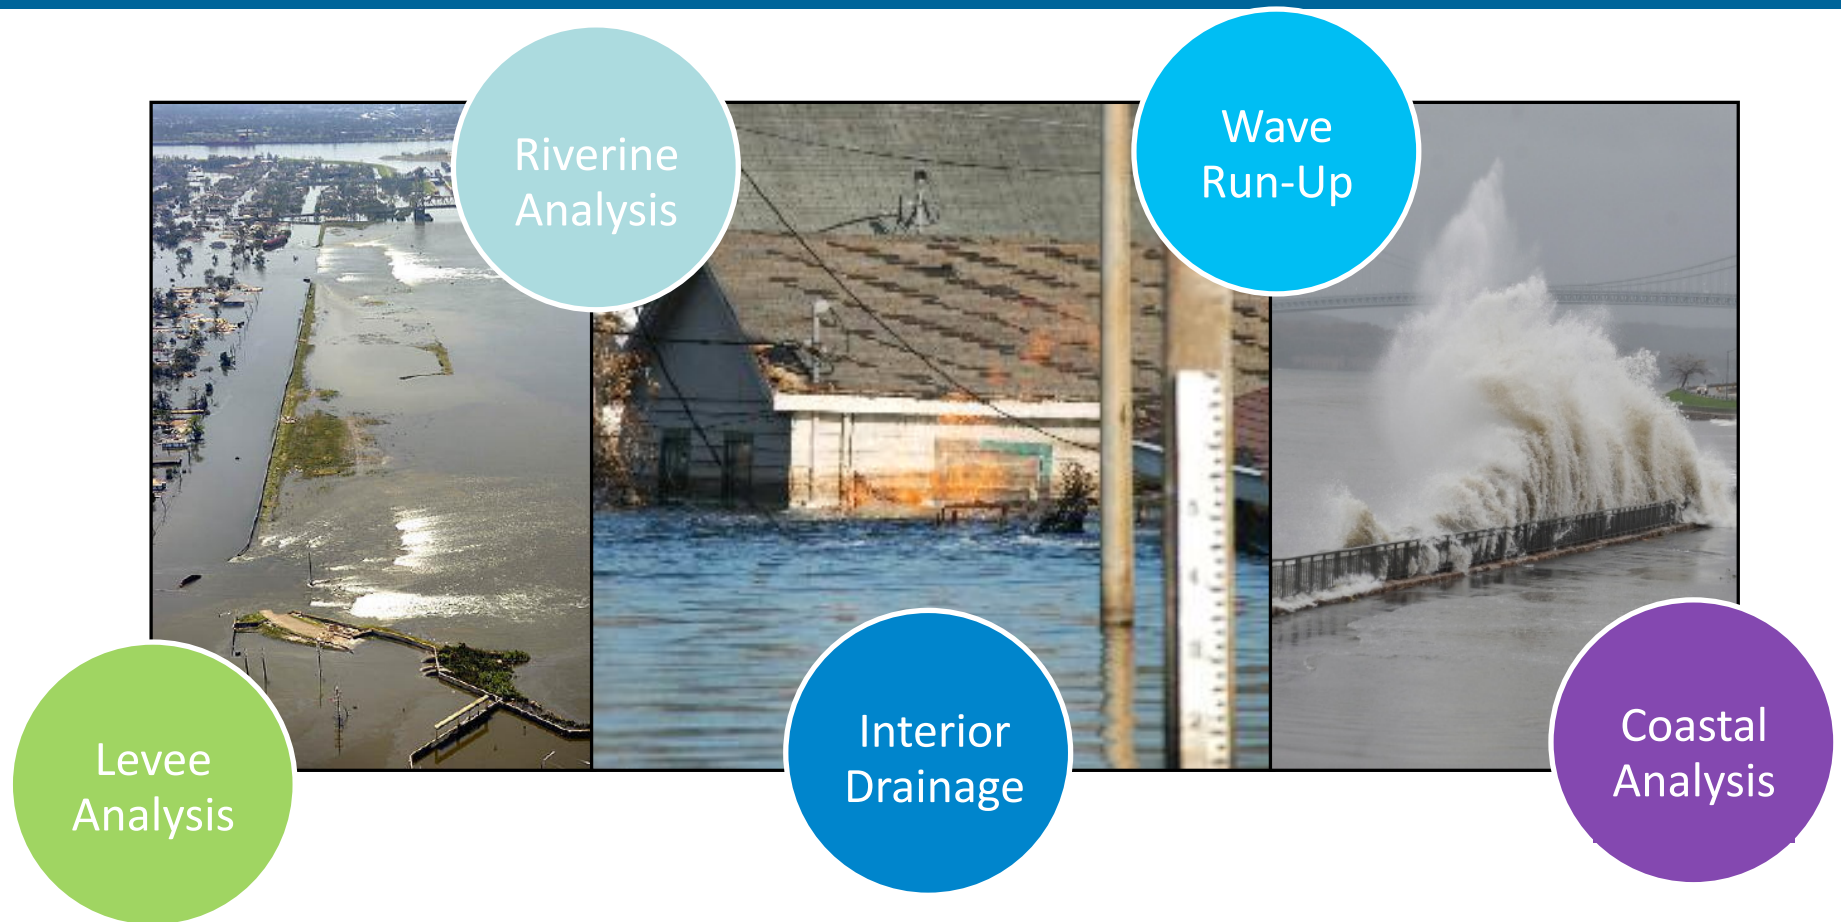 Riverine
Analysis
Wave
Run-Up
Levee
Analysis
Interior
Drainage
Coastal
Analysis